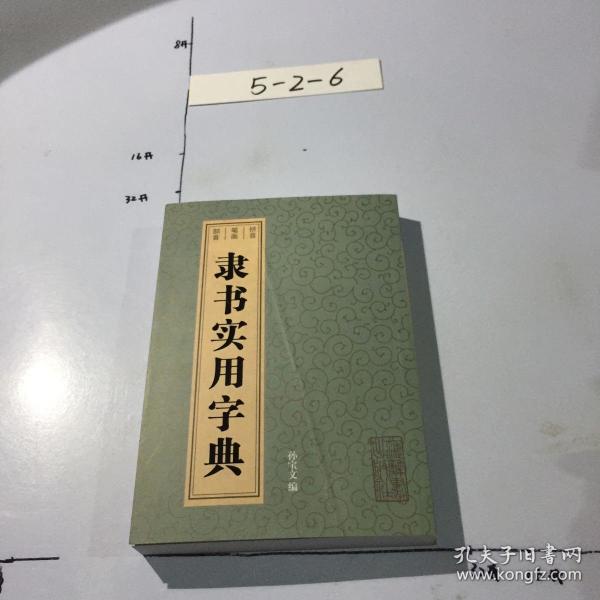 8开
5-2-6
16开
32开
拼音
笔画
部首
隶书实用字典
孙宝文 编
孔夫子旧书网
www.kongfz.com